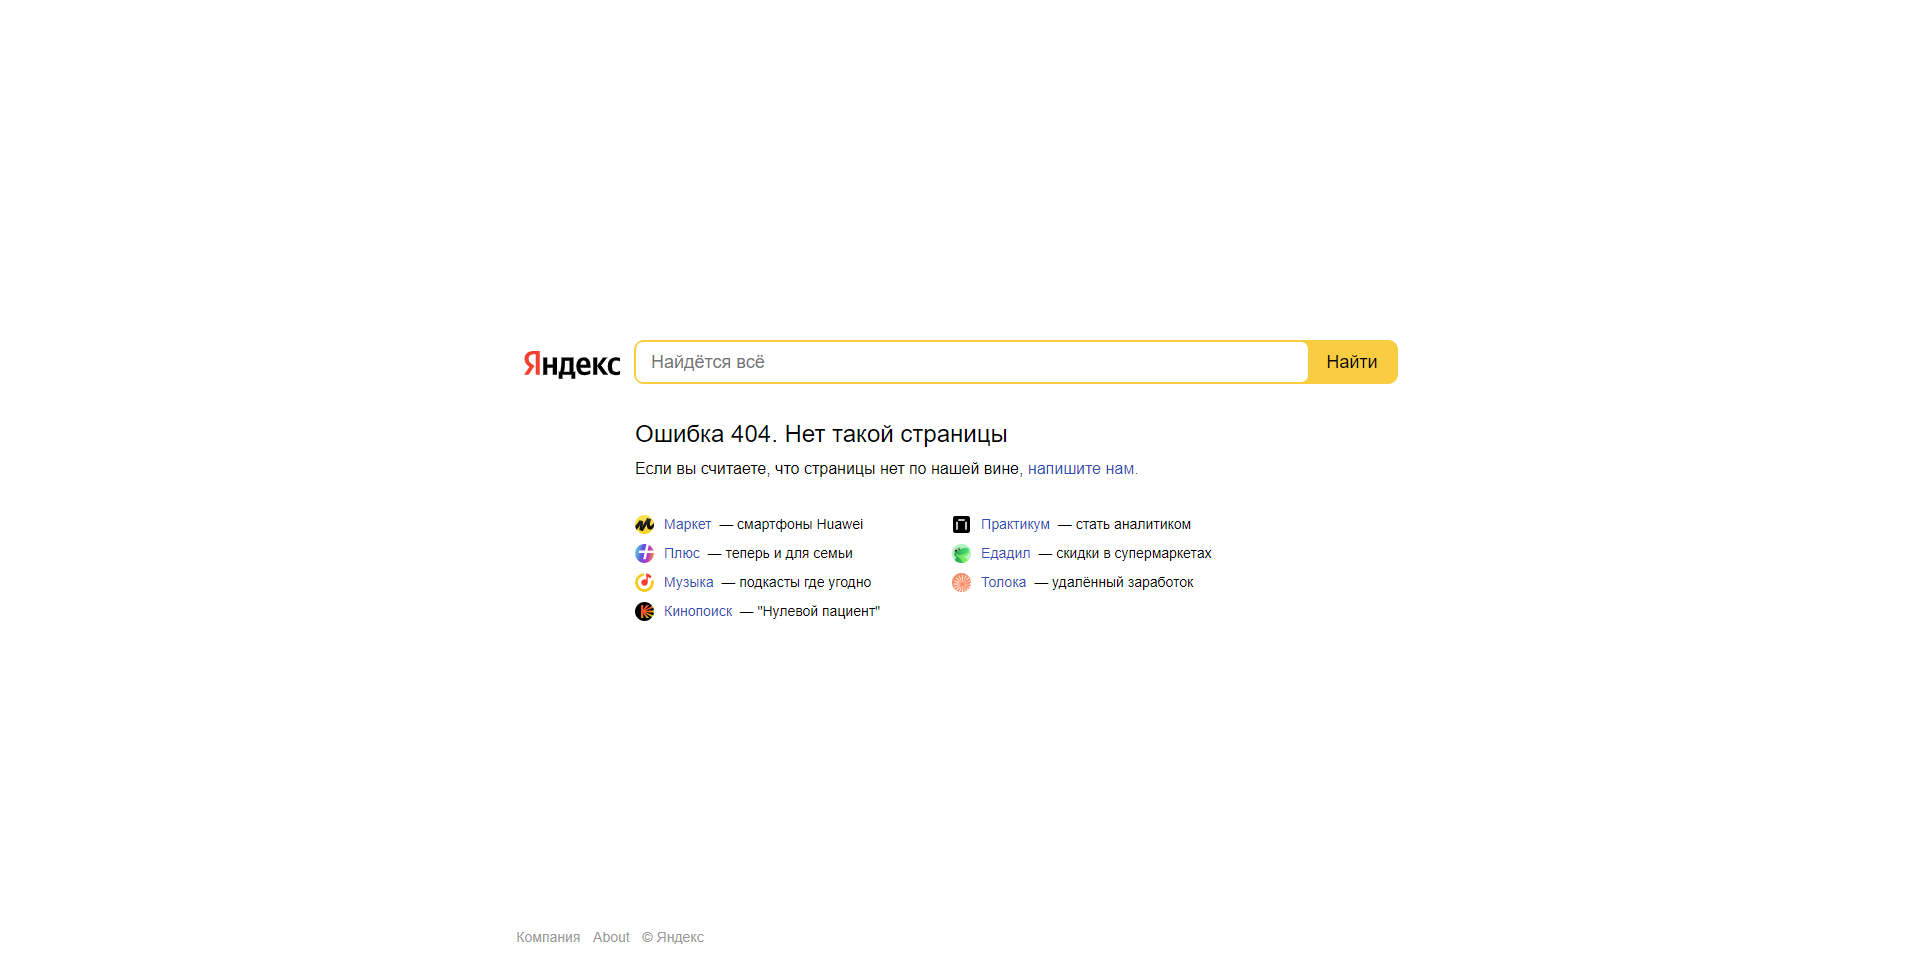 Яндекс
Найдётся всё
Найти
Ошибка 404. Нет такой страницы
Если вы считаете, что страницы нет по нашей вине, напишите нам.
Маркет — смартфоны Huawei
Плюс — теперь и для семьи
Музыка — подкасты где угодно
Кинопоиск — "Нулевой пациент"
Практикум — стать аналитиком
Едадил — скидки в супермаркетах
Толока — удалённый заработок
Компания About © Яндекс